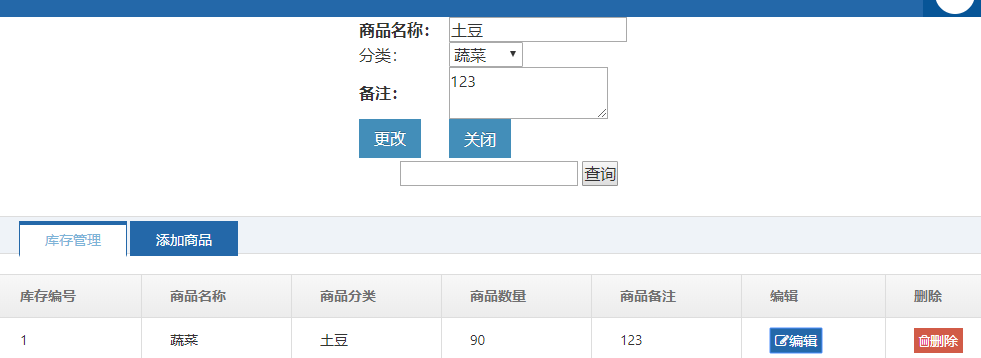 商品名称： 土豆
分类： 蔬菜
备注： 123
更改 关闭
查询
库存管理 添加商品
库存编号 商品名称 商品分类 商品数量 商品备注 编辑 删除
1 蔬菜 土豆 90 123 编辑 删除